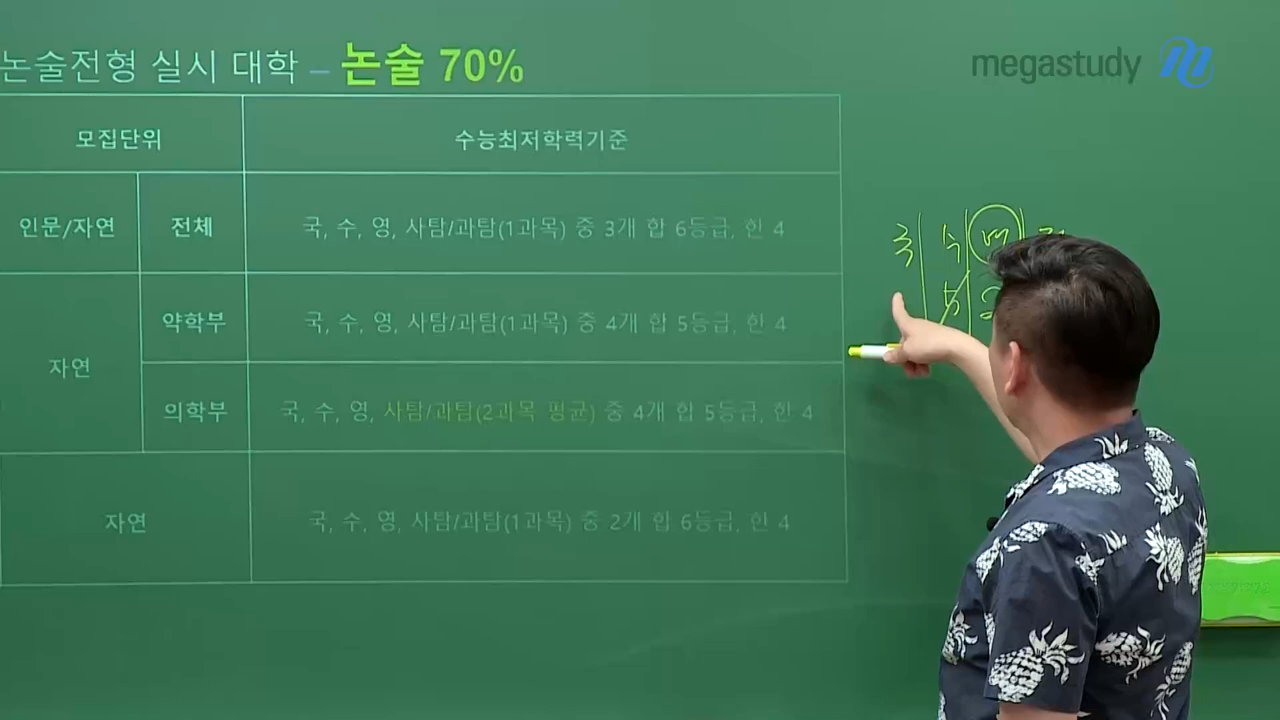 논술전형 실시 대학 – 논술 70%
megastudy
모집단위 수능최저학력기준
인문/자연 전체 국, 수, 영, 사탐/과탐(1과목) 중 3개 합 6등급, 한 4
자연
약학부 국, 수, 영, 사탐/과탐(1과목) 중 4개 합 5등급, 한 4
의학부 국, 수, 영, 사탐/과탐(2과목 평균) 중 4개 합 5등급, 한 4
자연 국, 수, 영, 사탐/과탐(1과목) 중 2개 합 6등급, 한 4
국 수 영
5 2